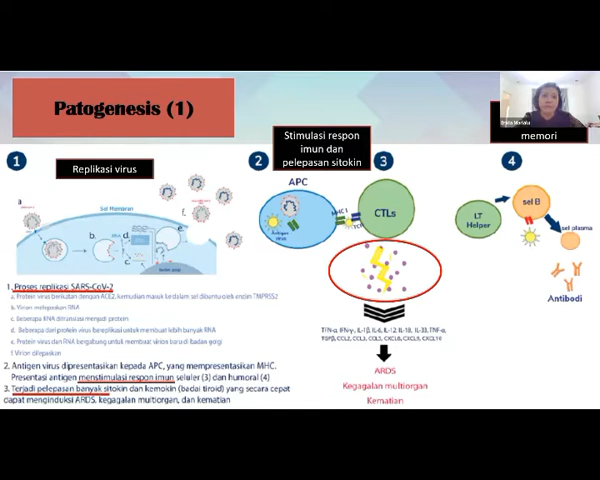 Patogenesis (1)
memori
1
Replikasi virus
Sel Membran
a
b.
d.
e.
f.
c.
RNA
2
Stimulasi respon
imun dan
pelepasan sitokin
3
APC
Antigen
virus
MHC I
TCR
CTLs
TFN-α, IFN-γ, IL-1β, IL-6, IL-12, IL-18, IL-33, TNF-α,
TGFβ, CCL2, CCL3, CCL5, CXCL8, CXCL9, CXCL10
ARDS
Kegagalan multiorgan
Kematian
4
LT
Helper
sel B
sel plasma
Antibodi
1. Proses replikasi SARS-CoV-2
a. Protein virus berikatan dengan ACE2, kemudian masuk ke dalam sel dibantu oleh enzim TMPRSS2
b. Virion melepaskan RNA
c. Beberapa RNA ditranslasi menjadi protein
d. Beberapa dari protein virus bereplikasi untuk membuat lebih banyak RNA
e. Protein virus dan RNA bergabung untuk membuat virion baru di badan golgi
f. Virion dilepaskan
2. Antigen virus dipresentasikan kepada APC, yang mempresentasikan MHC.
Presentasi antigen menstimulasi respon imun seluler (3) dan humoral (4)
3. Terjadi pelepasan banyak sitokin dan kemokin (badai tiroid) yang secara cepat
dapat menginduksi ARDS, kegagalan multiorgan, dan kematian